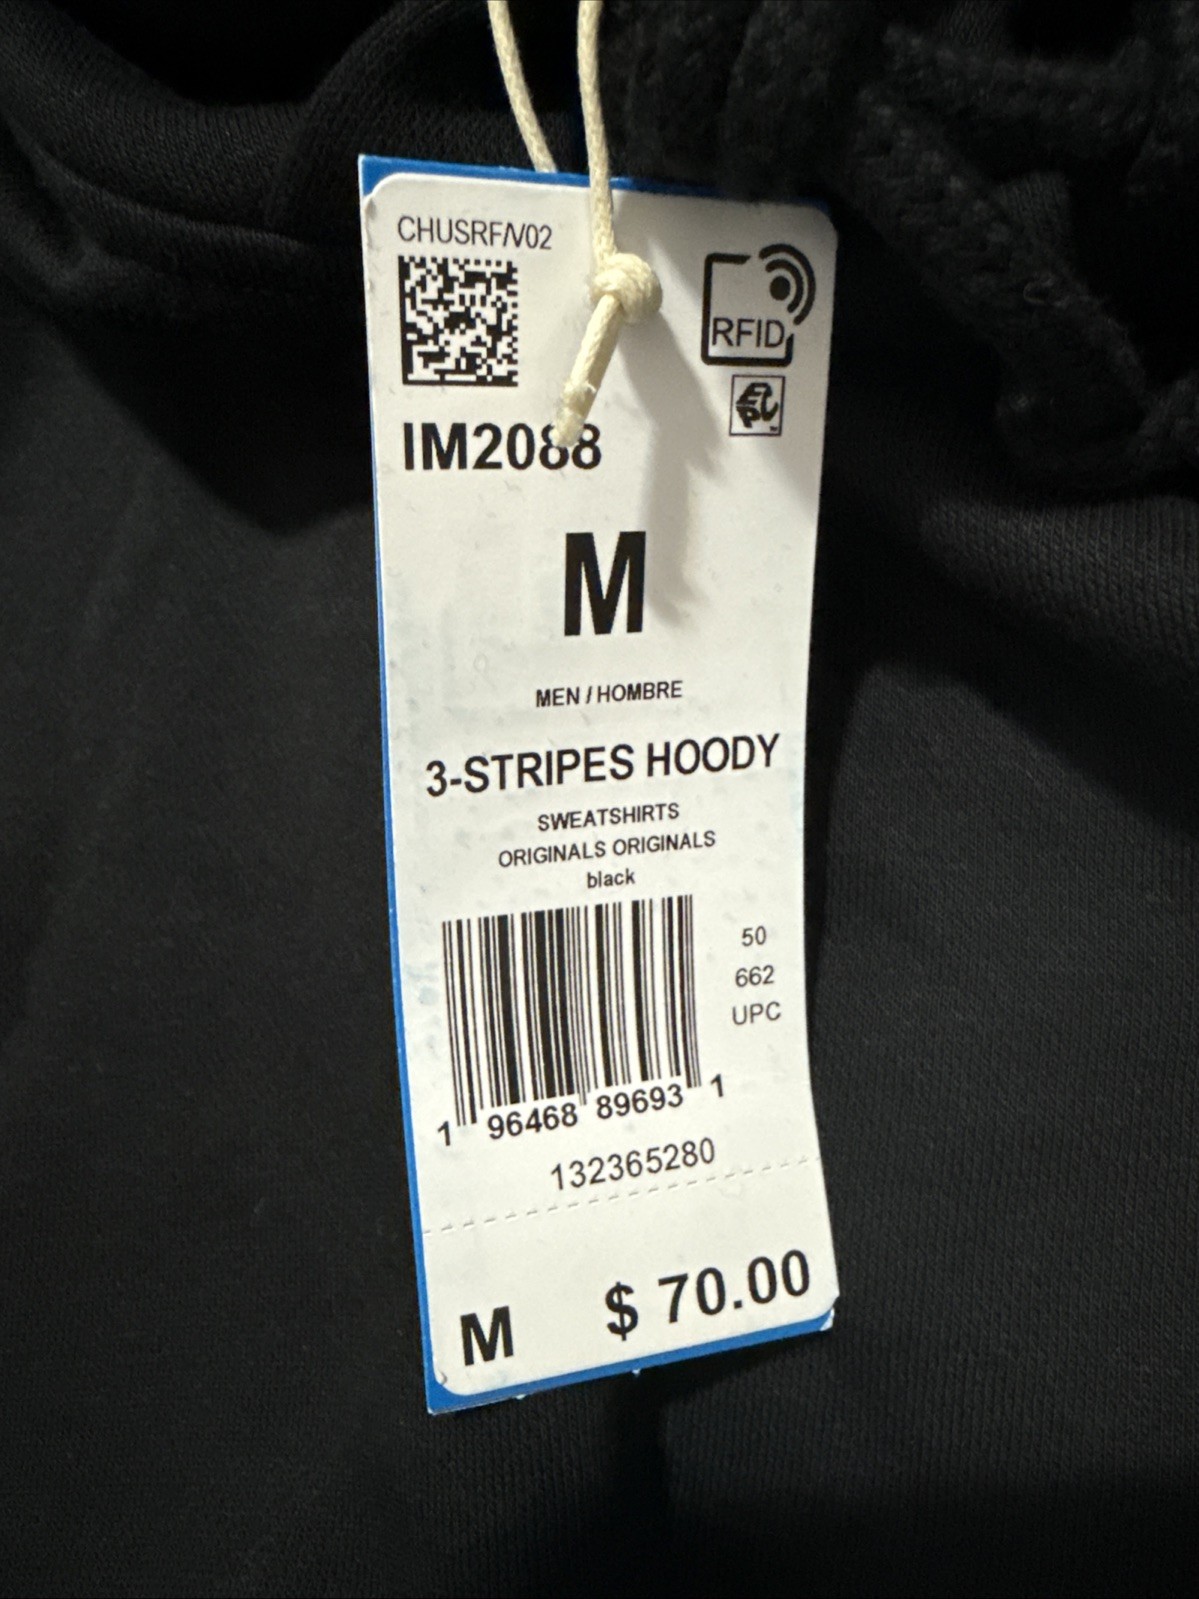 CHUSRF/V02
RFID
IM2088
M
MEN / HOMBRE
3-STRIPES HOODY
SWEATSHIRTS
ORIGINALS ORIGINALS
black
50
662
UPC
1 96468 89693 1
132365280
M $ 70.00